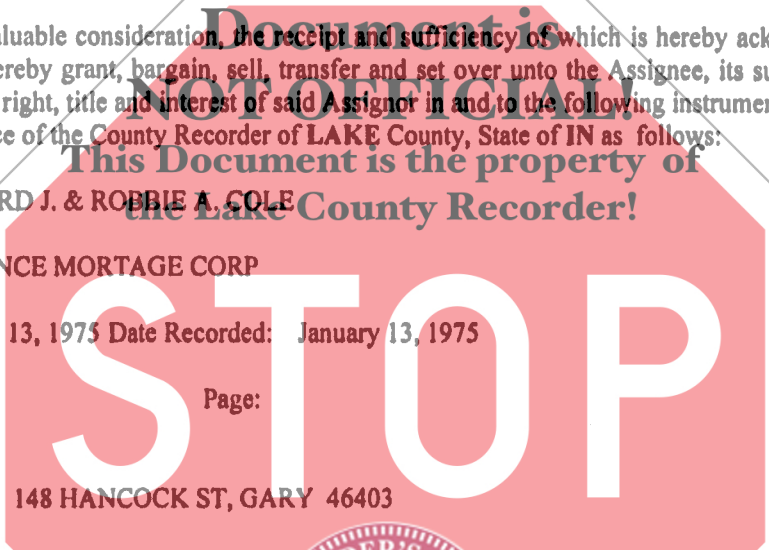 Document is
aluable consideration, the receipt and sufficiency of which is hereby ack
ereby grant, bargain, sell, transfer and set over unto the Assignee, its su
right, title and interest of said Assignor in and to the following instrumen
NOT OFFICIAL!
ce of the County Recorder of LAKE County, State of IN as follows:
This Document is the property of
RD J. & ROBBIE A. COLE
the Lake County Recorder!
NCE MORTAGE CORP
13, 1975 Date Recorded: January 13, 1975
Page:
STOP
148 HANCOCK ST, GARY 46403